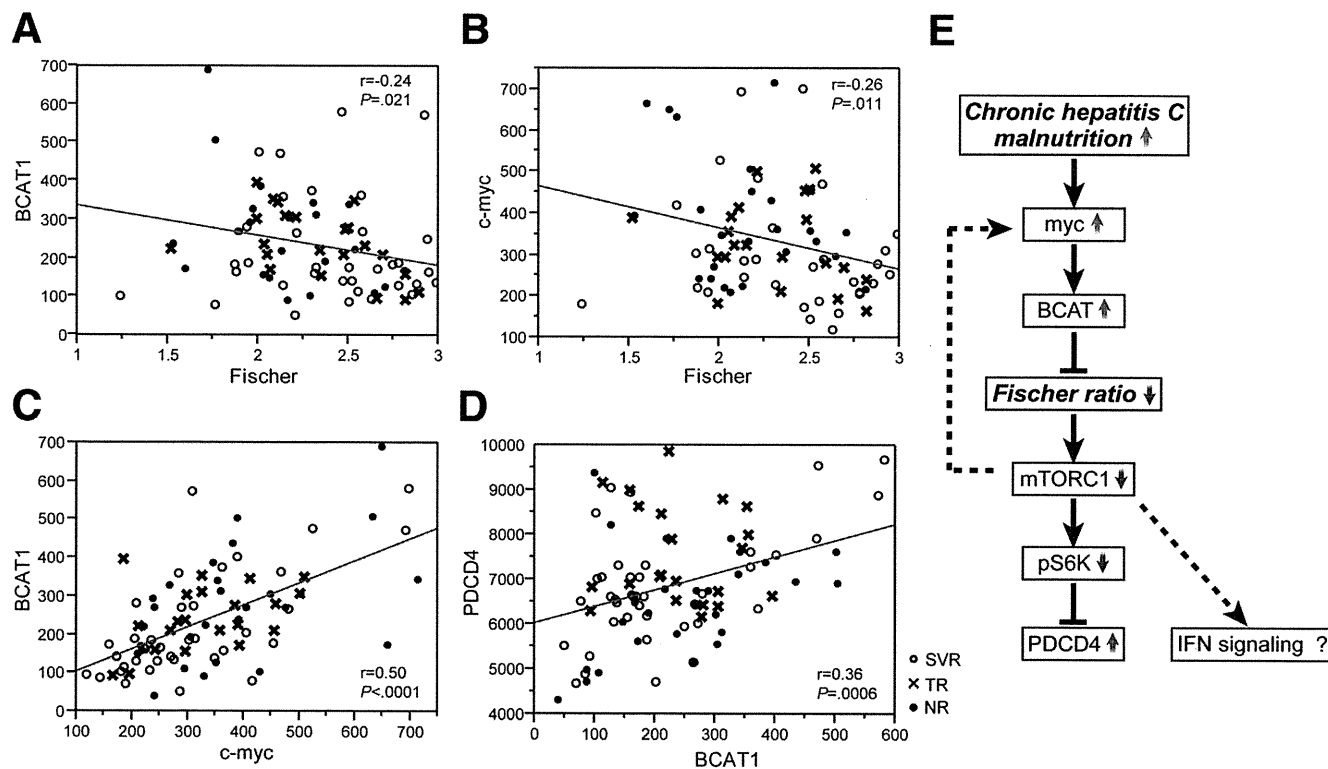 A
700
600
500
400
300
200
100
0
BCAT1
r=-0.24
P=.021
1 1.5 2 2.5 3
Fischer
B
700
600
500
400
300
200
100
c-myc
r=-0.26
P=.011
1 1.5 2 2.5 3
Fischer
C
700
600
500
400
300
200
100
0
BCAT1
r=0.50
P<.0001
100 200 300 400 500 600 700
c-myc
D
10000
9000
8000
7000
6000
5000
4000
PDCD4
r=0.36
P=.0006
0 100 200 300 400 500 600
BCAT1
SVR
TR
NR
E
Chronic hepatitis C
malnutrition ⇑
myc ⇑
BCAT ⇑
Fischer ratio ⇓
mTORC1 ⇓
pS6K ⇓
PDCD4 ⇑
IFN signaling ?